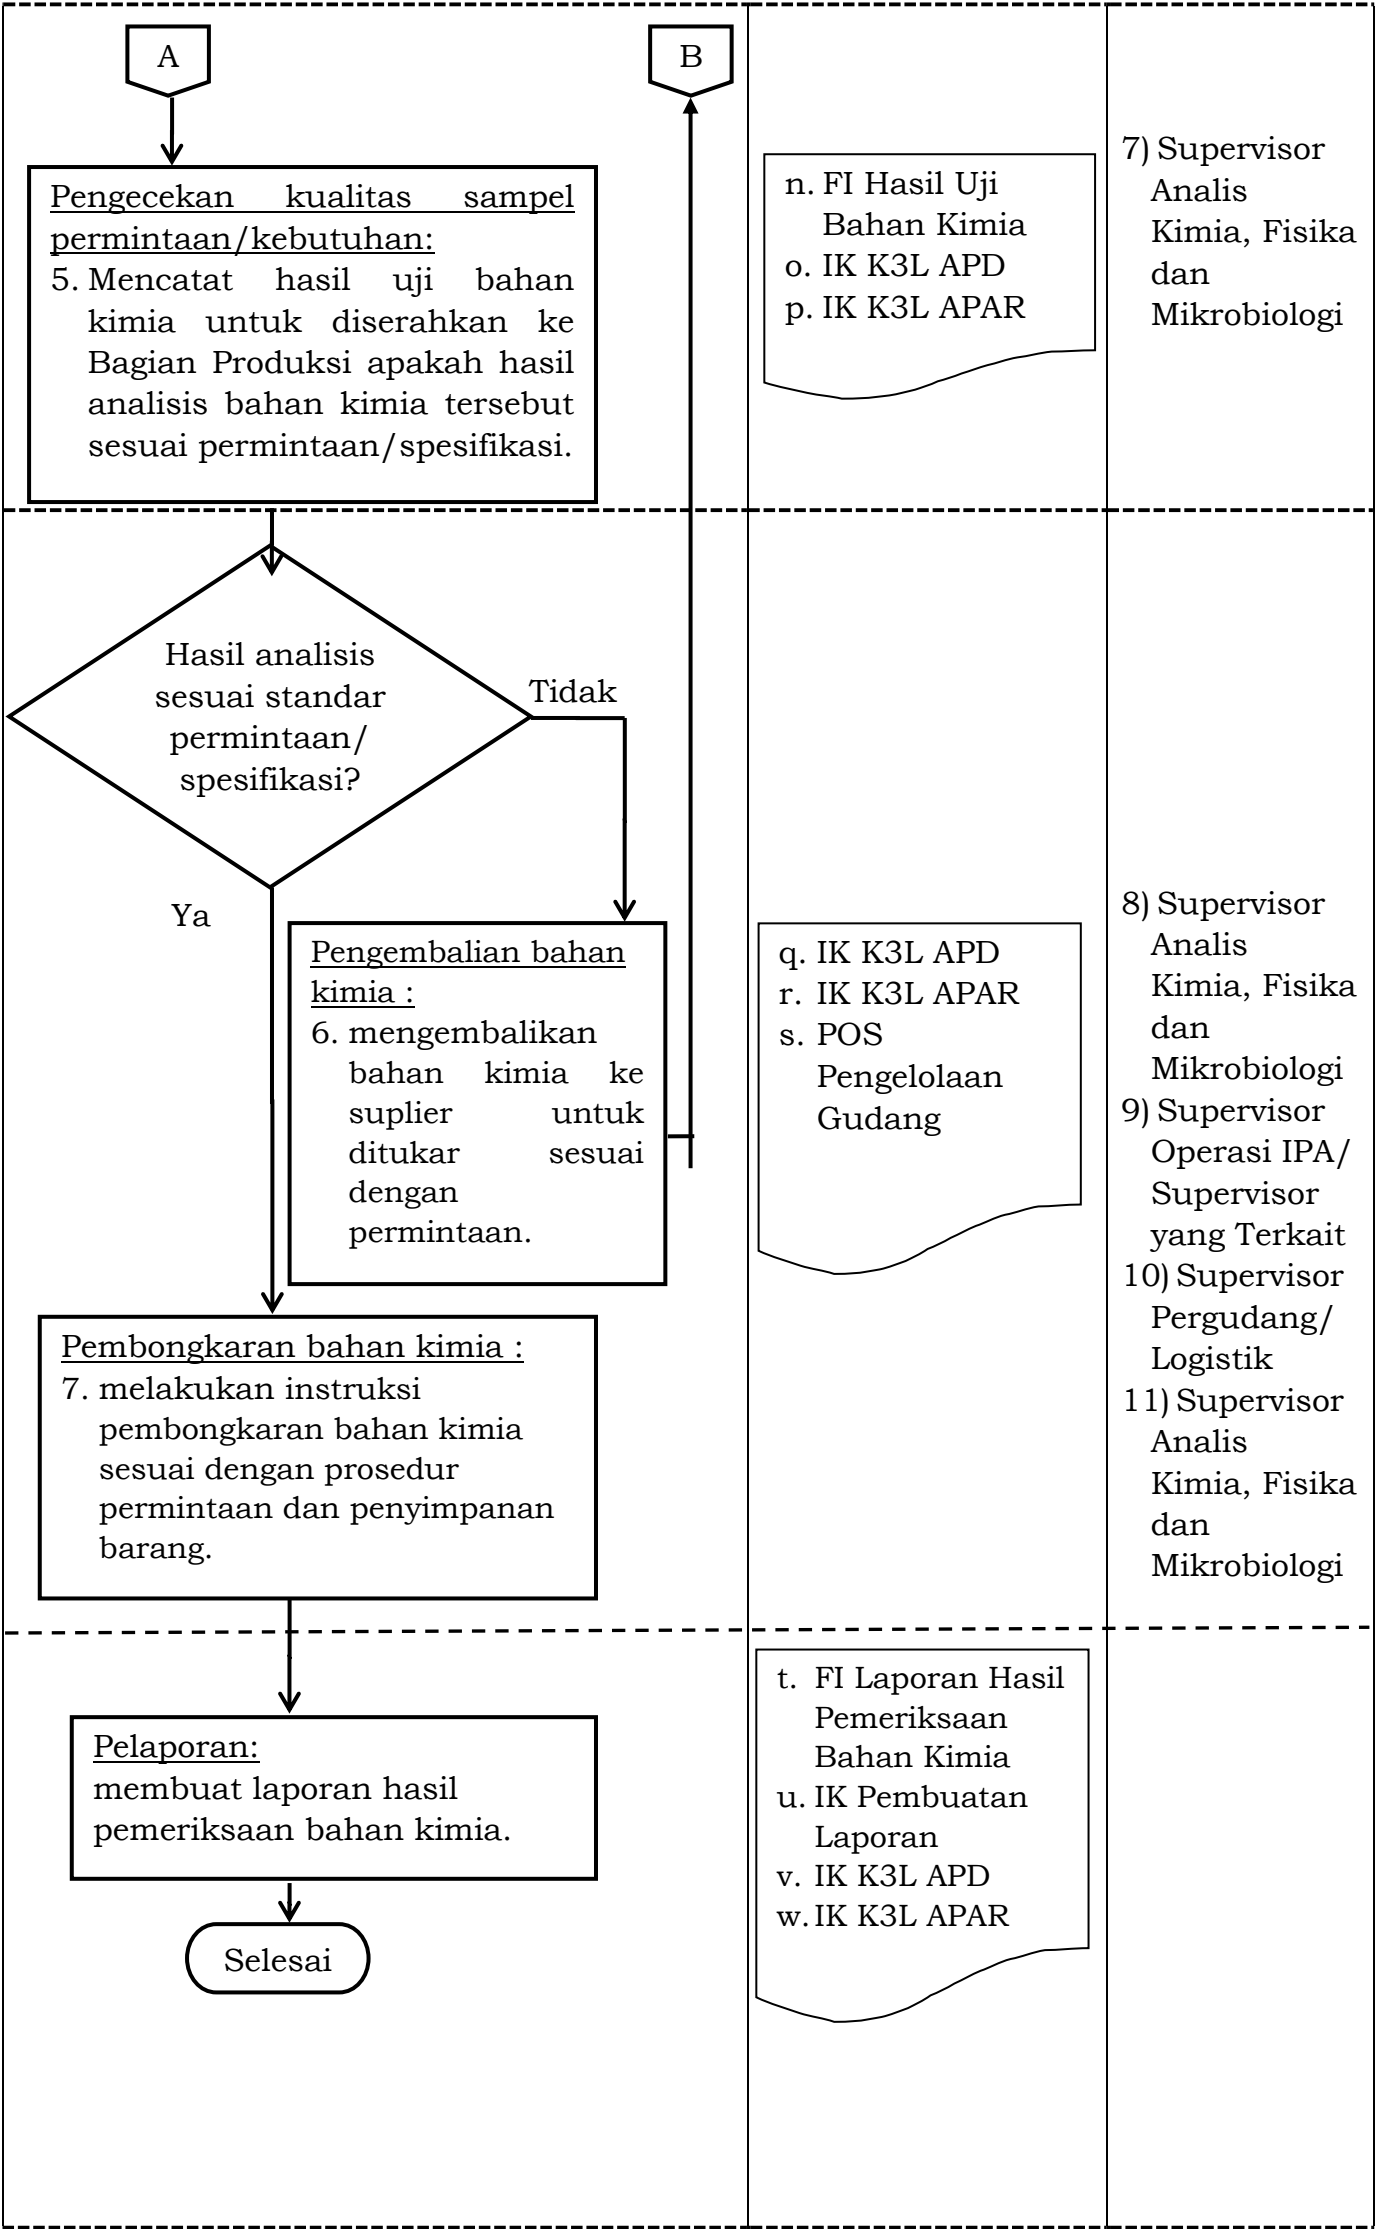 A
B
Pengecekan kualitas sampel
permintaan/kebutuhan:
5. Mencatat hasil uji bahan
kimia untuk diserahkan ke
Bagian Produksi apakah hasil
analisis bahan kimia tersebut
sesuai permintaan/spesifikasi.
n. FI Hasil Uji
Bahan Kimia
o. IK K3L APD
p. IK K3L APAR
7) Supervisor
Analis
Kimia, Fisika
dan
Mikrobiologi
Hasil analisis
sesuai standar
permintaan/
spesifikasi?
Tidak
Ya
Pengembalian bahan
kimia :
6. mengembalikan
bahan kimia ke
suplier untuk
ditukar sesuai
dengan
permintaan.
Pembongkaran bahan kimia :
7. melakukan instruksi
pembongkaran bahan kimia
sesuai dengan prosedur
permintaan dan penyimpanan
barang.
q. IK K3L APD
r. IK K3L APAR
s. POS
Pengelolaan
Gudang
8) Supervisor
Analis
Kimia, Fisika
dan
Mikrobiologi
9) Supervisor
Operasi IPA/
Supervisor
yang Terkait
10) Supervisor
Pergudang/
Logistik
11) Supervisor
Analis
Kimia, Fisika
dan
Mikrobiologi
Pelaporan:
membuat laporan hasil
pemeriksaan bahan kimia.
Selesai
t. FI Laporan Hasil
Pemeriksaan
Bahan Kimia
u. IK Pembuatan
Laporan
v. IK K3L APD
w. IK K3L APAR